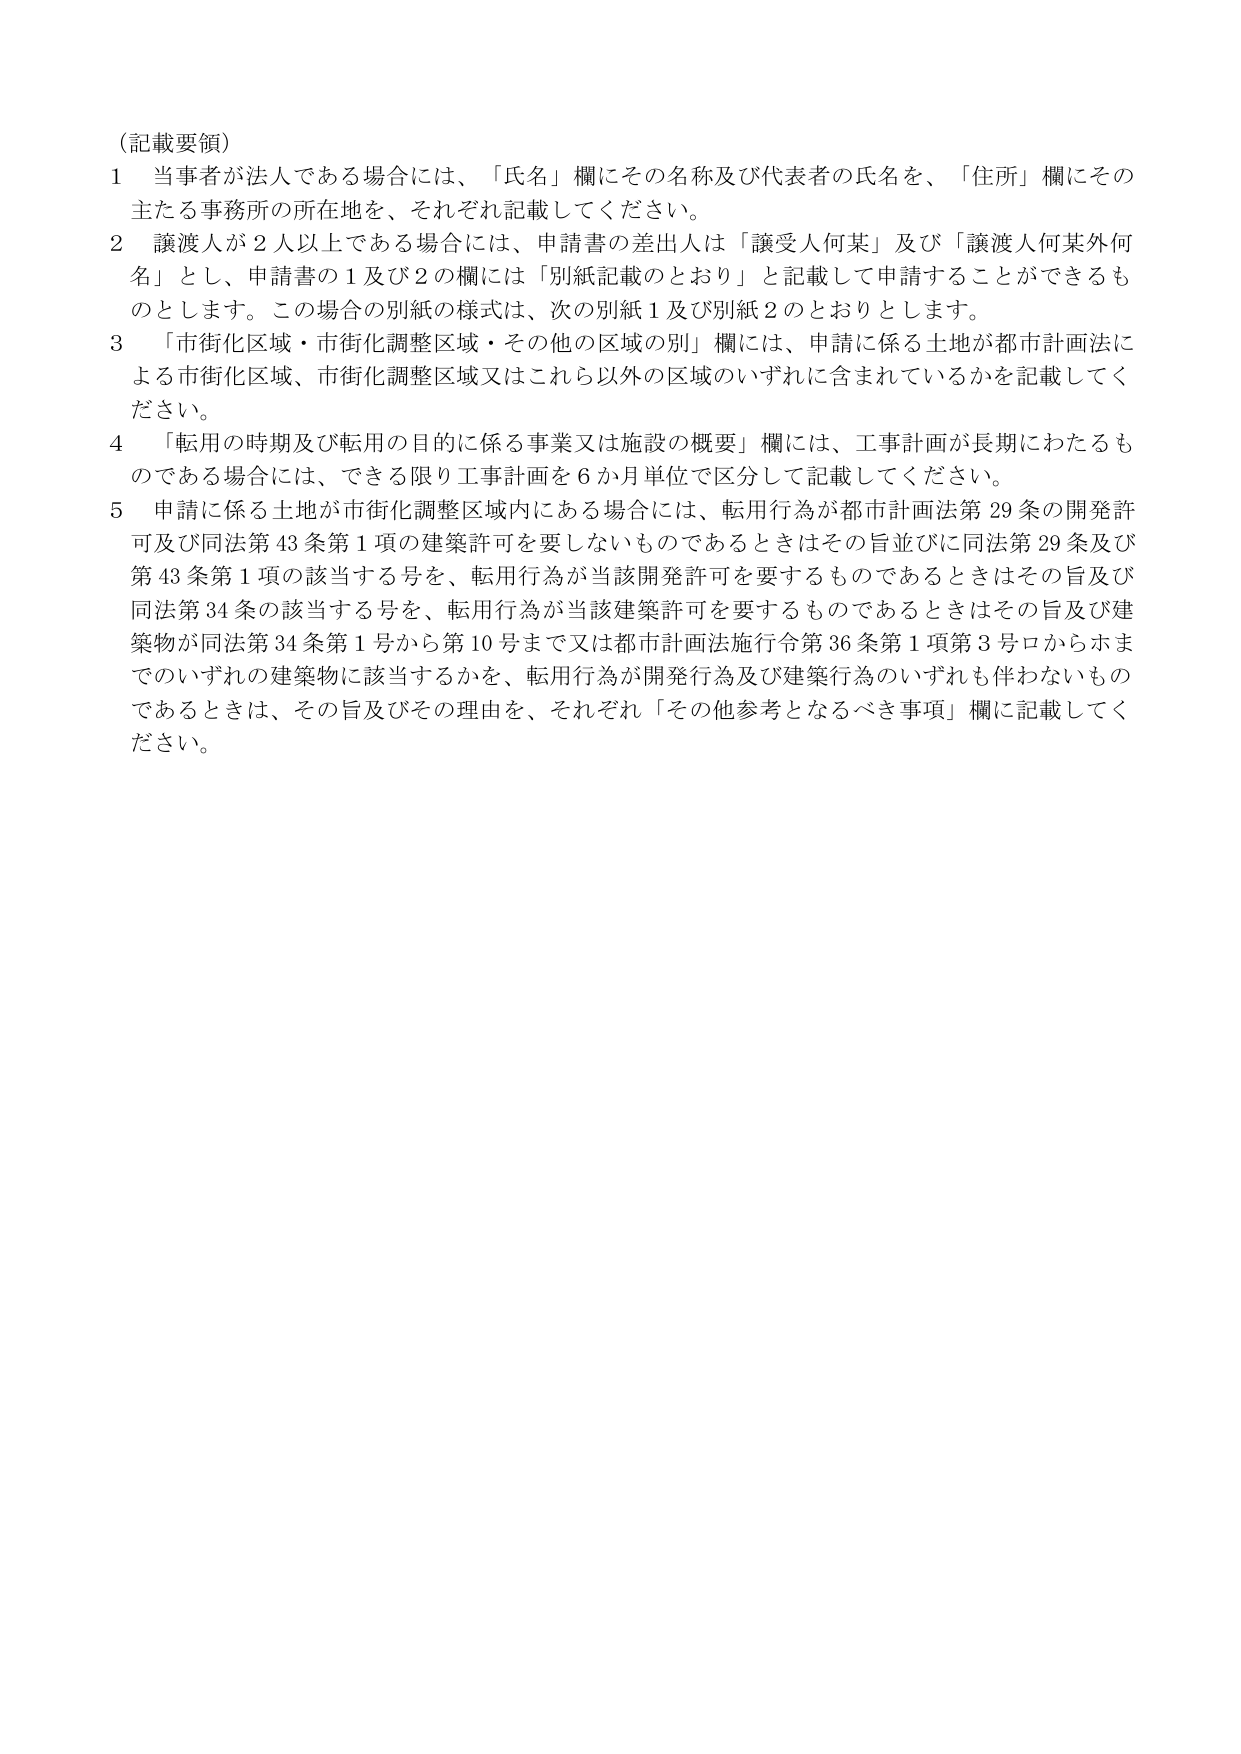 （記載要領）
１　当事者が法人である場合には、「氏名」欄にその名称及び代表者の氏名を、「住所」欄にその
主たる事務所の所在地を、それぞれ記載してください。
２　譲渡人が２人以上である場合には、申請書の差出人は「譲受人何某」及び「譲渡人何某外何
名」とし、申請書の１及び２の欄には「別紙記載のとおり」と記載して申請することができるも
のとします。この場合の別紙の様式は、次の別紙１及び別紙２のとおりとします。
３　「市街化区域・市街化調整区域・その他の区域の別」欄には、申請に係る土地が都市計画法に
よる市街化区域、市街化調整区域又はこれら以外の区域のいずれに含まれているかを記載してく
ださい。
４　「転用の時期及び転用の目的に係る事業又は施設の概要」欄には、工事計画が長期にわたるも
のである場合には、できる限り工事計画を６か月単位で区分して記載してください。
５　申請に係る土地が市街化調整区域内にある場合には、転用行為が都市計画法第 29 条の開発許
可及び同法第 43 条第１項の建築許可を要しないものであるときはその旨並びに同法第 29 条及び
第 43 条第１項の該当する号を、転用行為が当該開発許可を要するものであるときはその旨及び
同法第 34 条の該当する号を、転用行為が当該建築許可を要するものであるときはその旨及び建
築物が同法第 34 条第１号から第 10 号まで又は都市計画法施行令第 36 条第１項第３号ロからホま
でのいずれの建築物に該当するかを、転用行為が開発行為及び建築行為のいずれも伴わないもの
であるときは、その旨及びその理由を、それぞれ「その他参考となるべき事項」欄に記載してく
ださい。